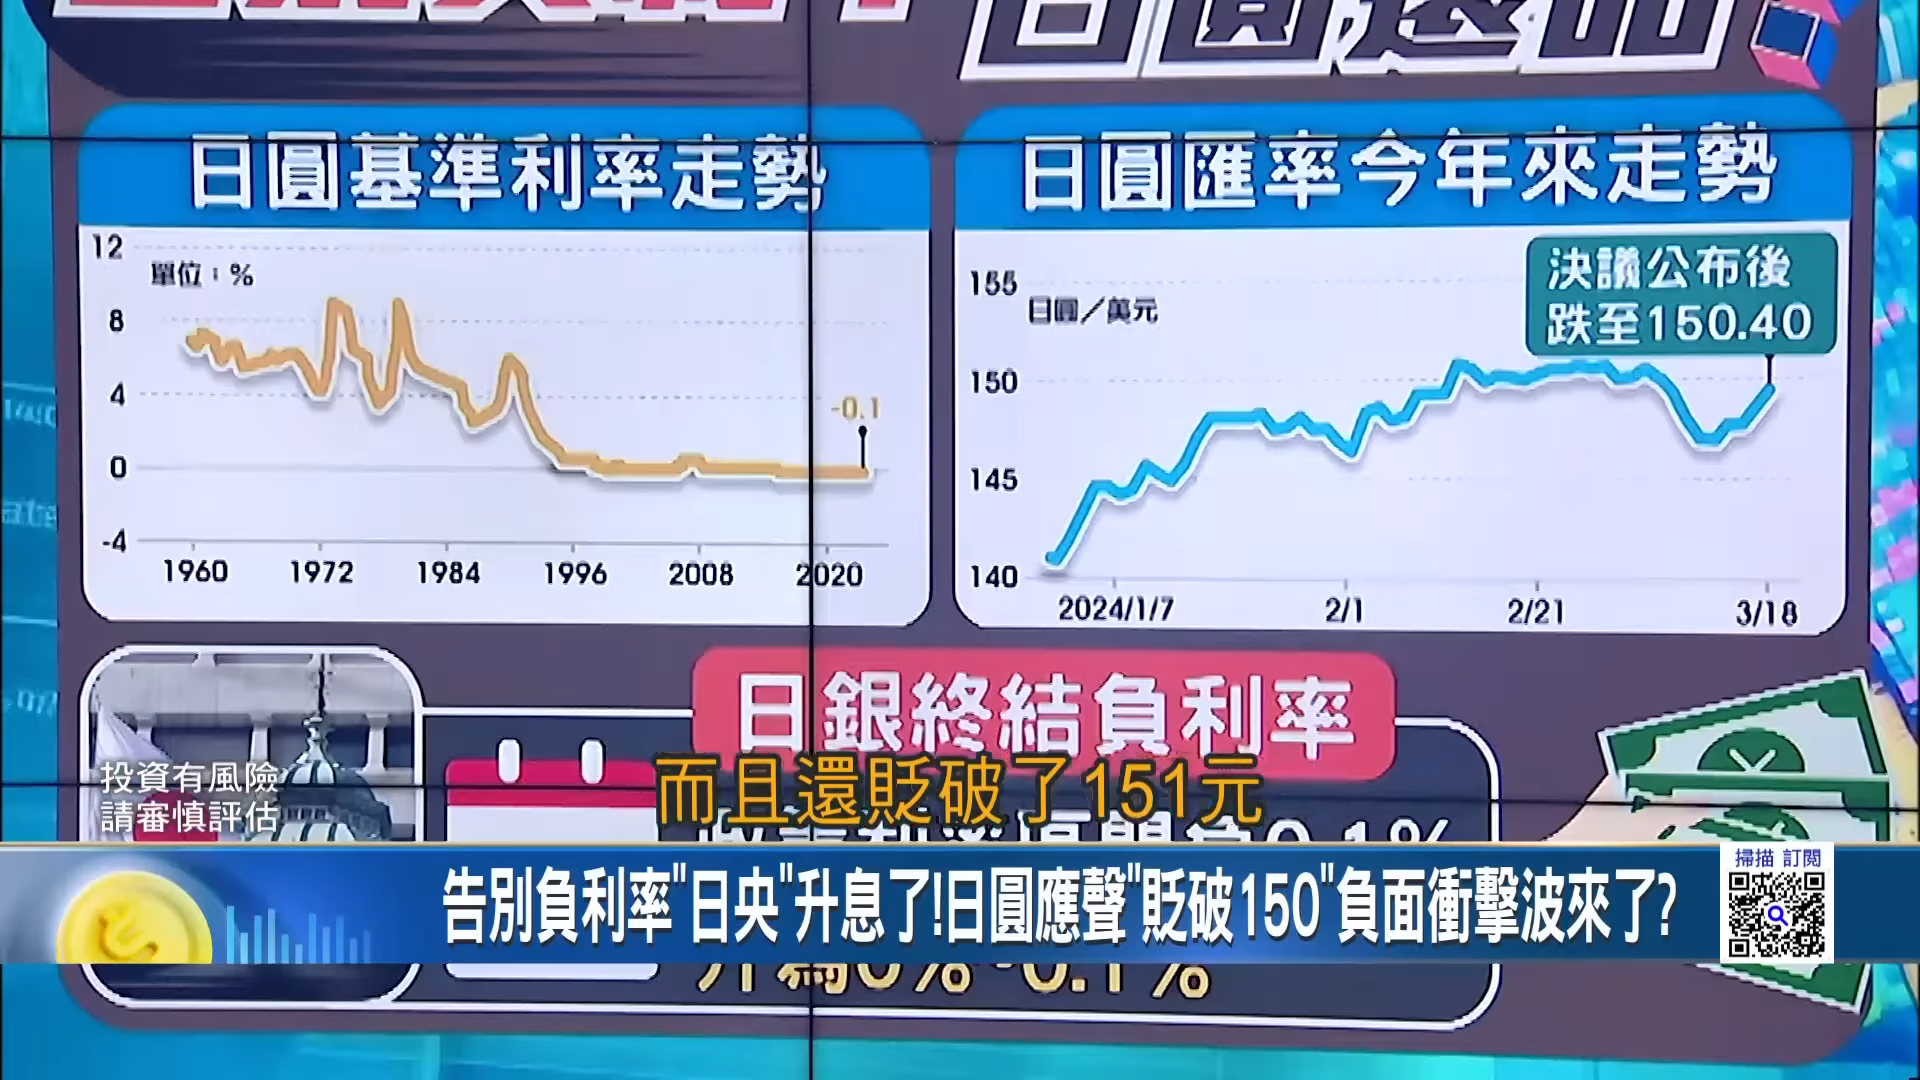 日圓基準利率走勢
12
單位：%
8
4
-0.1
0
-4
1960 1972 1984 1996 2008 2020
日圓匯率今年來走勢
決議公布後
跌至150.40
155
日圓／萬元
150
145
140
2024/1/7 2/1 2/21 3/18
日銀終結負利率
而且還貶破了151元
投資有風險
請審慎評估
掃描 訂閱
告別負利率"日央"升息了!日圓應聲"貶破150"負面衝擊波來了?
升為0%~0.1%